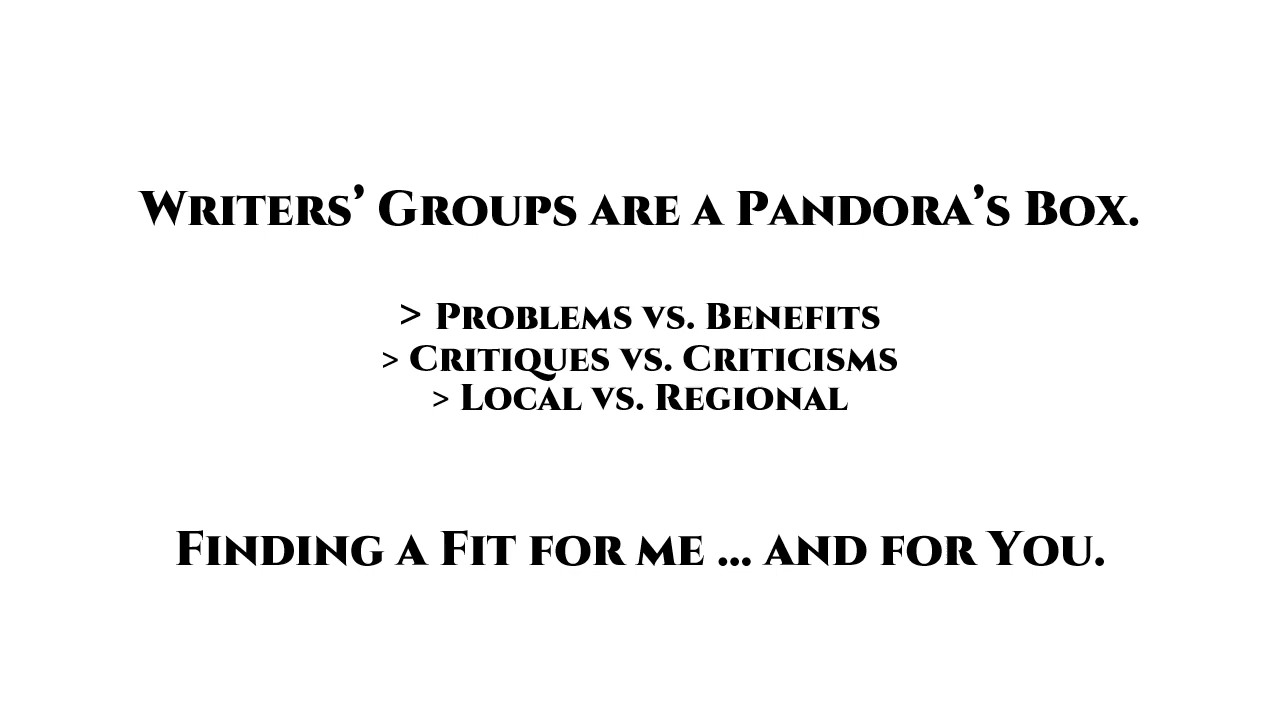 Writers’ Groups are a Pandora’s Box.
> Problems vs. Benefits
> Critiques vs. Criticisms
> Local vs. Regional
Finding a Fit for me ... and for You.